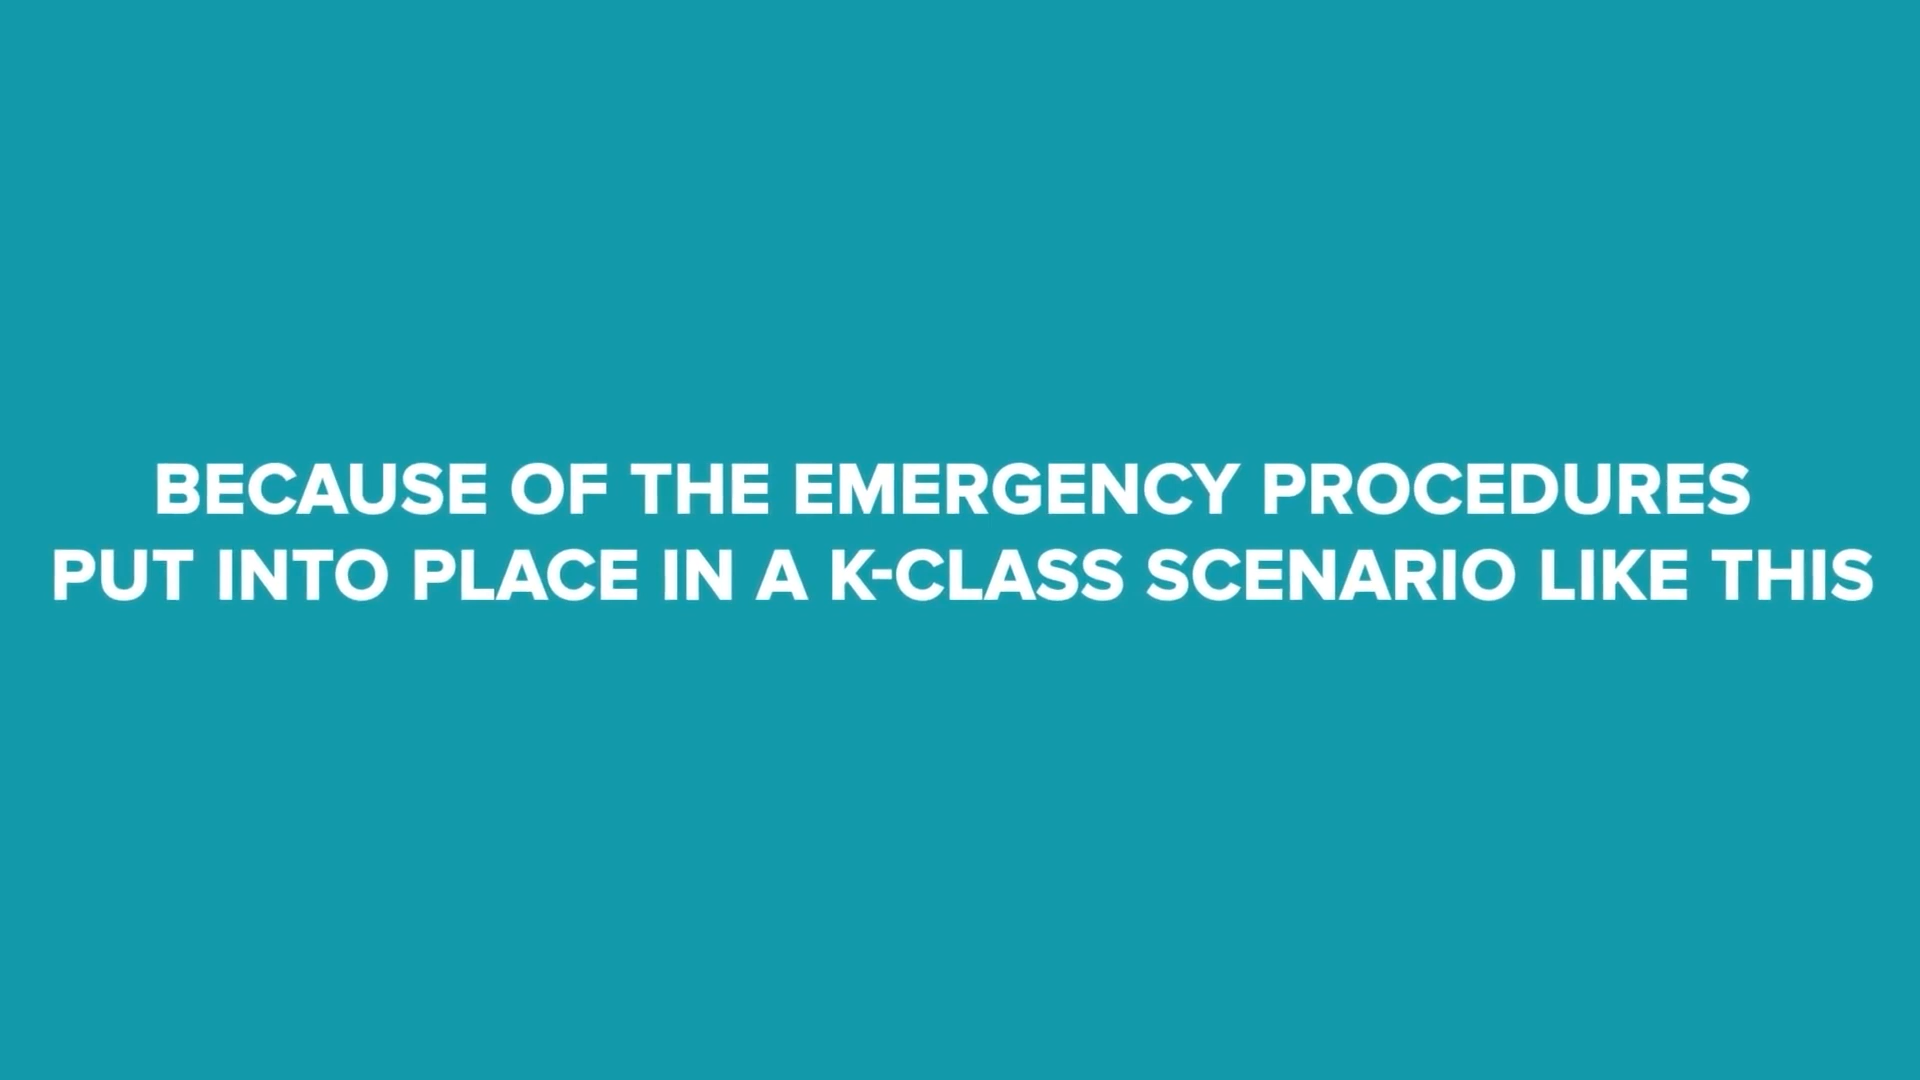 BECAUSE OF THE EMERGENCY PROCEDURES
PUT INTO PLACE IN A K-CLASS SCENARIO LIKE THIS